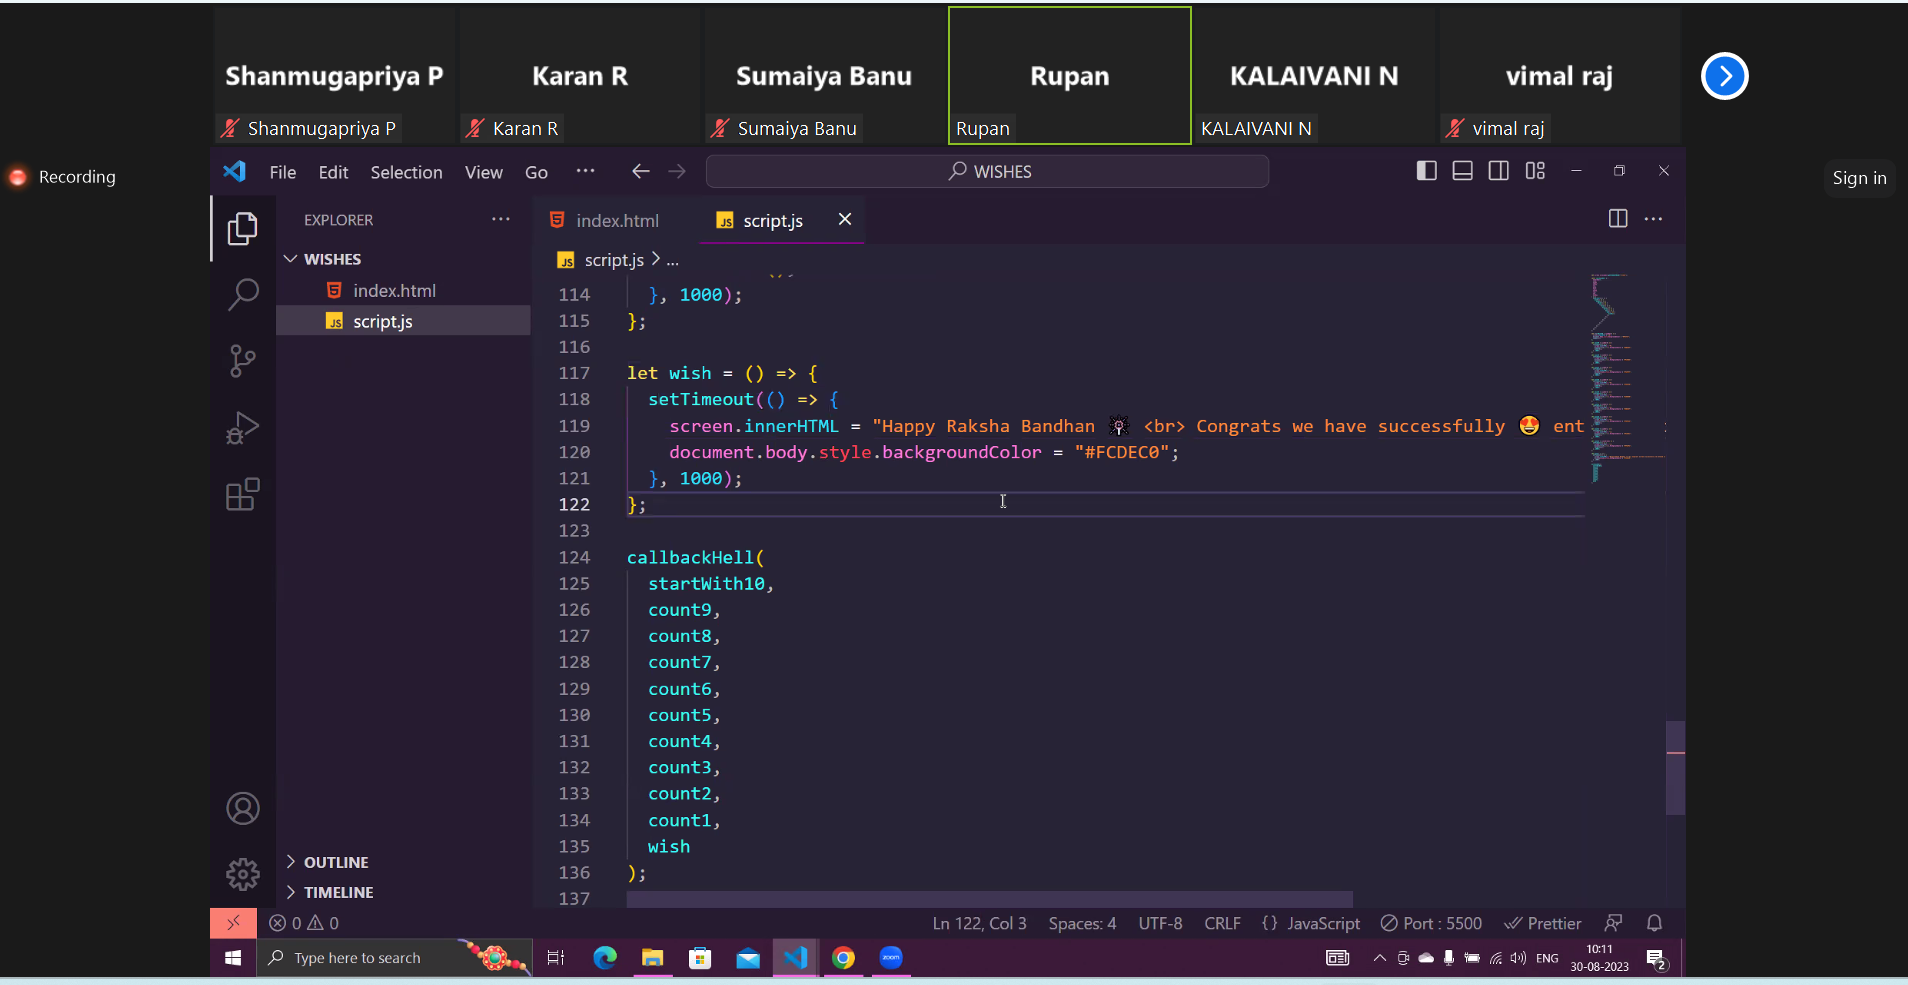 Shanmugapriya P
Karan R
Sumaiya Banu
Rupan
KALAIVANI N
vimal raj
Shanmugapriya P
Karan R
Sumaiya Banu
Rupan
KALAIVANI N
vimal raj
Recording
File Edit Selection View Go ···
WISHES
Sign in
EXPLORER ···
index.html
script.js
WISHES
index.html
script.js
script.js > ...
114 }, 1000);
115 };
116
117 let wish = () => {
118 setTimeout(() => {
119 screen.innerHTML = "Happy Raksha Bandhan <br> Congrats we have successfully 🤩 ent
120 document.body.style.backgroundColor = "#FCDEC0";
121 }, 1000);
122 };
123
124 callbackHell(
125 startWith10,
126 count9,
127 count8,
128 count7,
129 count6,
130 count5,
131 count4,
132 count3,
133 count2,
134 count1,
135 wish
136 );
137
OUTLINE
TIMELINE
0 0
Ln 122, Col 3 Spaces: 4 UTF-8 CRLF {} JavaScript Port : 5500 Prettier
Type here to search
zoom
ENG
10:11
30-08-2023
2